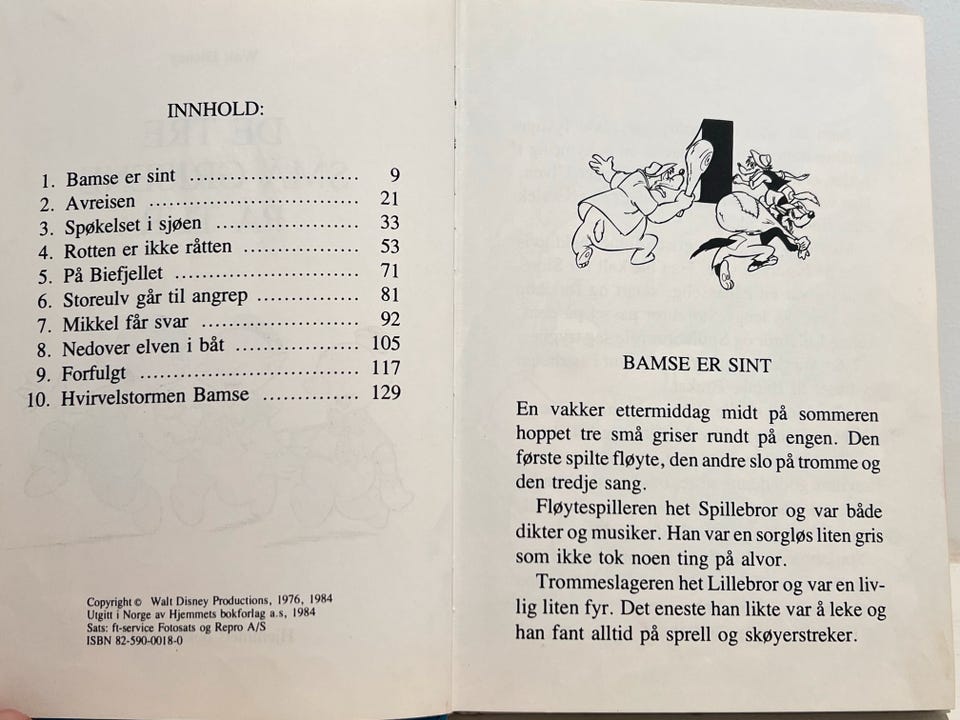 INNHOLD:
1. Bamse er sint .......................... 9
2. Avreisen ................................ 21
3. Spøkelset i sjøen ...................... 33
4. Rotten er ikke råtten .................. 53
5. På Biefjellet ............................ 71
6. Storeulv går til angrep ................ 81
7. Mikkel får svar ........................ 92
8. Nedover elven i båt .................... 105
9. Forfulgt ................................ 117
10. Hvirvelstormen Bamse ................ 129
Copyright © Walt Disney Productions, 1976, 1984
Utgitt i Norge av Hjemmets bokforlag a.s, 1984
Sats: ft-service Fotosats og Repro A/S
ISBN 82-590-0018-0
BAMSE ER SINT
En vakker ettermiddag midt på sommeren
hoppet tre små griser rundt på engen. Den
første spilte fløyte, den andre slo på tromme og
den tredje sang.
Fløytespilleren het Spillebror og var både
dikter og musiker. Han var en sorgløs liten gris
som ikke tok noen ting på alvor.
Trommeslageren het Lillebror og var en liv-
lig liten fyr. Det eneste han likte var å leke og
han fant alltid på sprell og skøyerstreker.